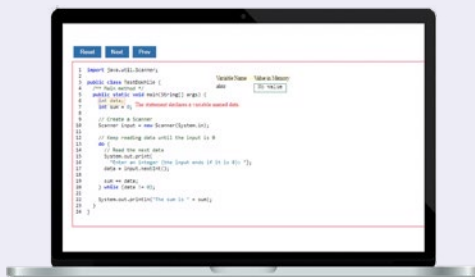 Reset Next Prev
Variable Name Value in Memory
data no value
1 import java.util.Scanner;
2
3 public class TestDoWhile {
4 /** Main method */
5 public static void main(String[] args) {
6 int data;
The statement declares a variable named data.
7 int sum = 0;
8
9 // Create a Scanner
10 Scanner input = new Scanner(System.in);
11
12 // Keep reading data until the input is 0
13 do {
14 // Read the next data
15 System.out.print(
16 "Enter an integer (the input ends if it is 0): ");
17 data = input.nextInt();
18
19 sum += data;
20 } while (data != 0);
21
22 System.out.println("The sum is " + sum);
23 }
24 }